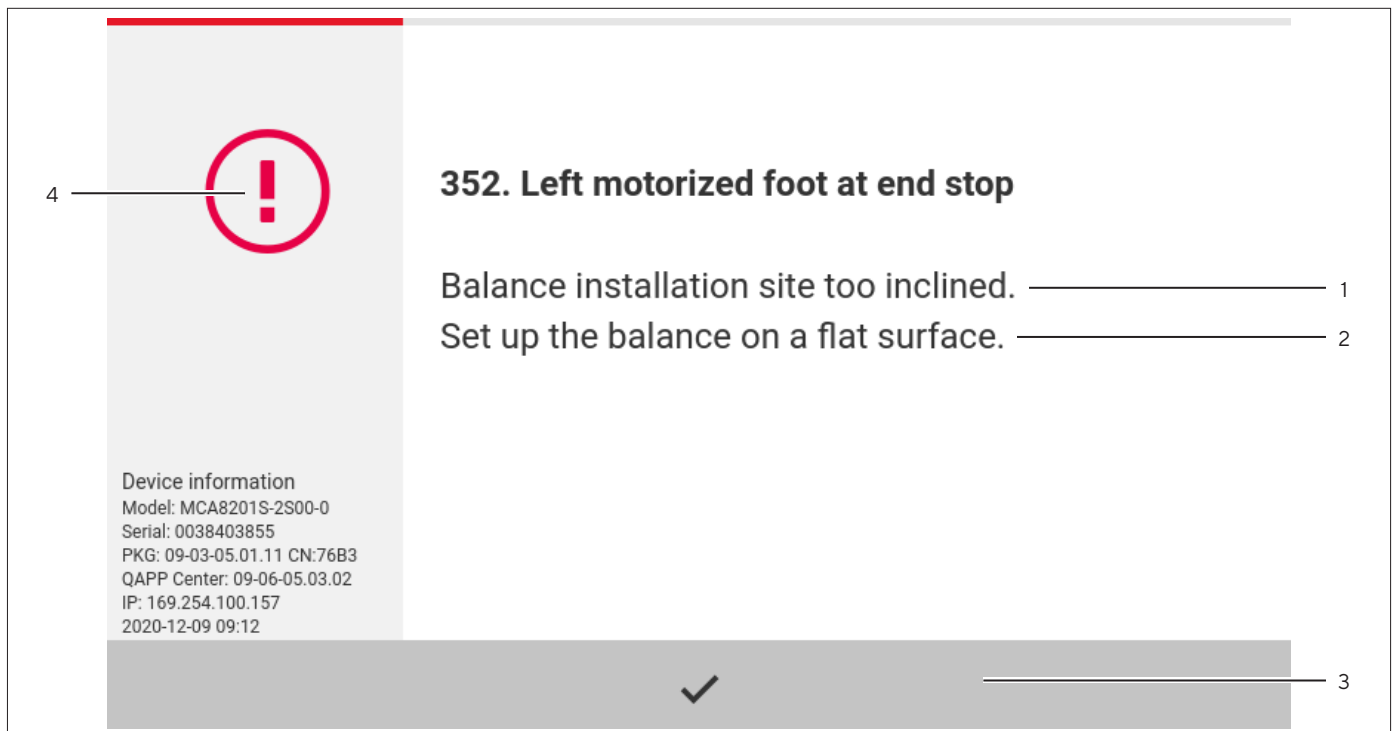 4
352. Left motorized foot at end stop
Balance installation site too inclined.
1
Set up the balance on a flat surface.
2
Device information
Model: MCA8201S-2S00-0
Serial: 0038403855
PKG: 09-03-05.01.11 CN:76B3
QAPP Center: 09-06-05.03.02
IP: 169.254.100.157
2020-12-09 09:12
3